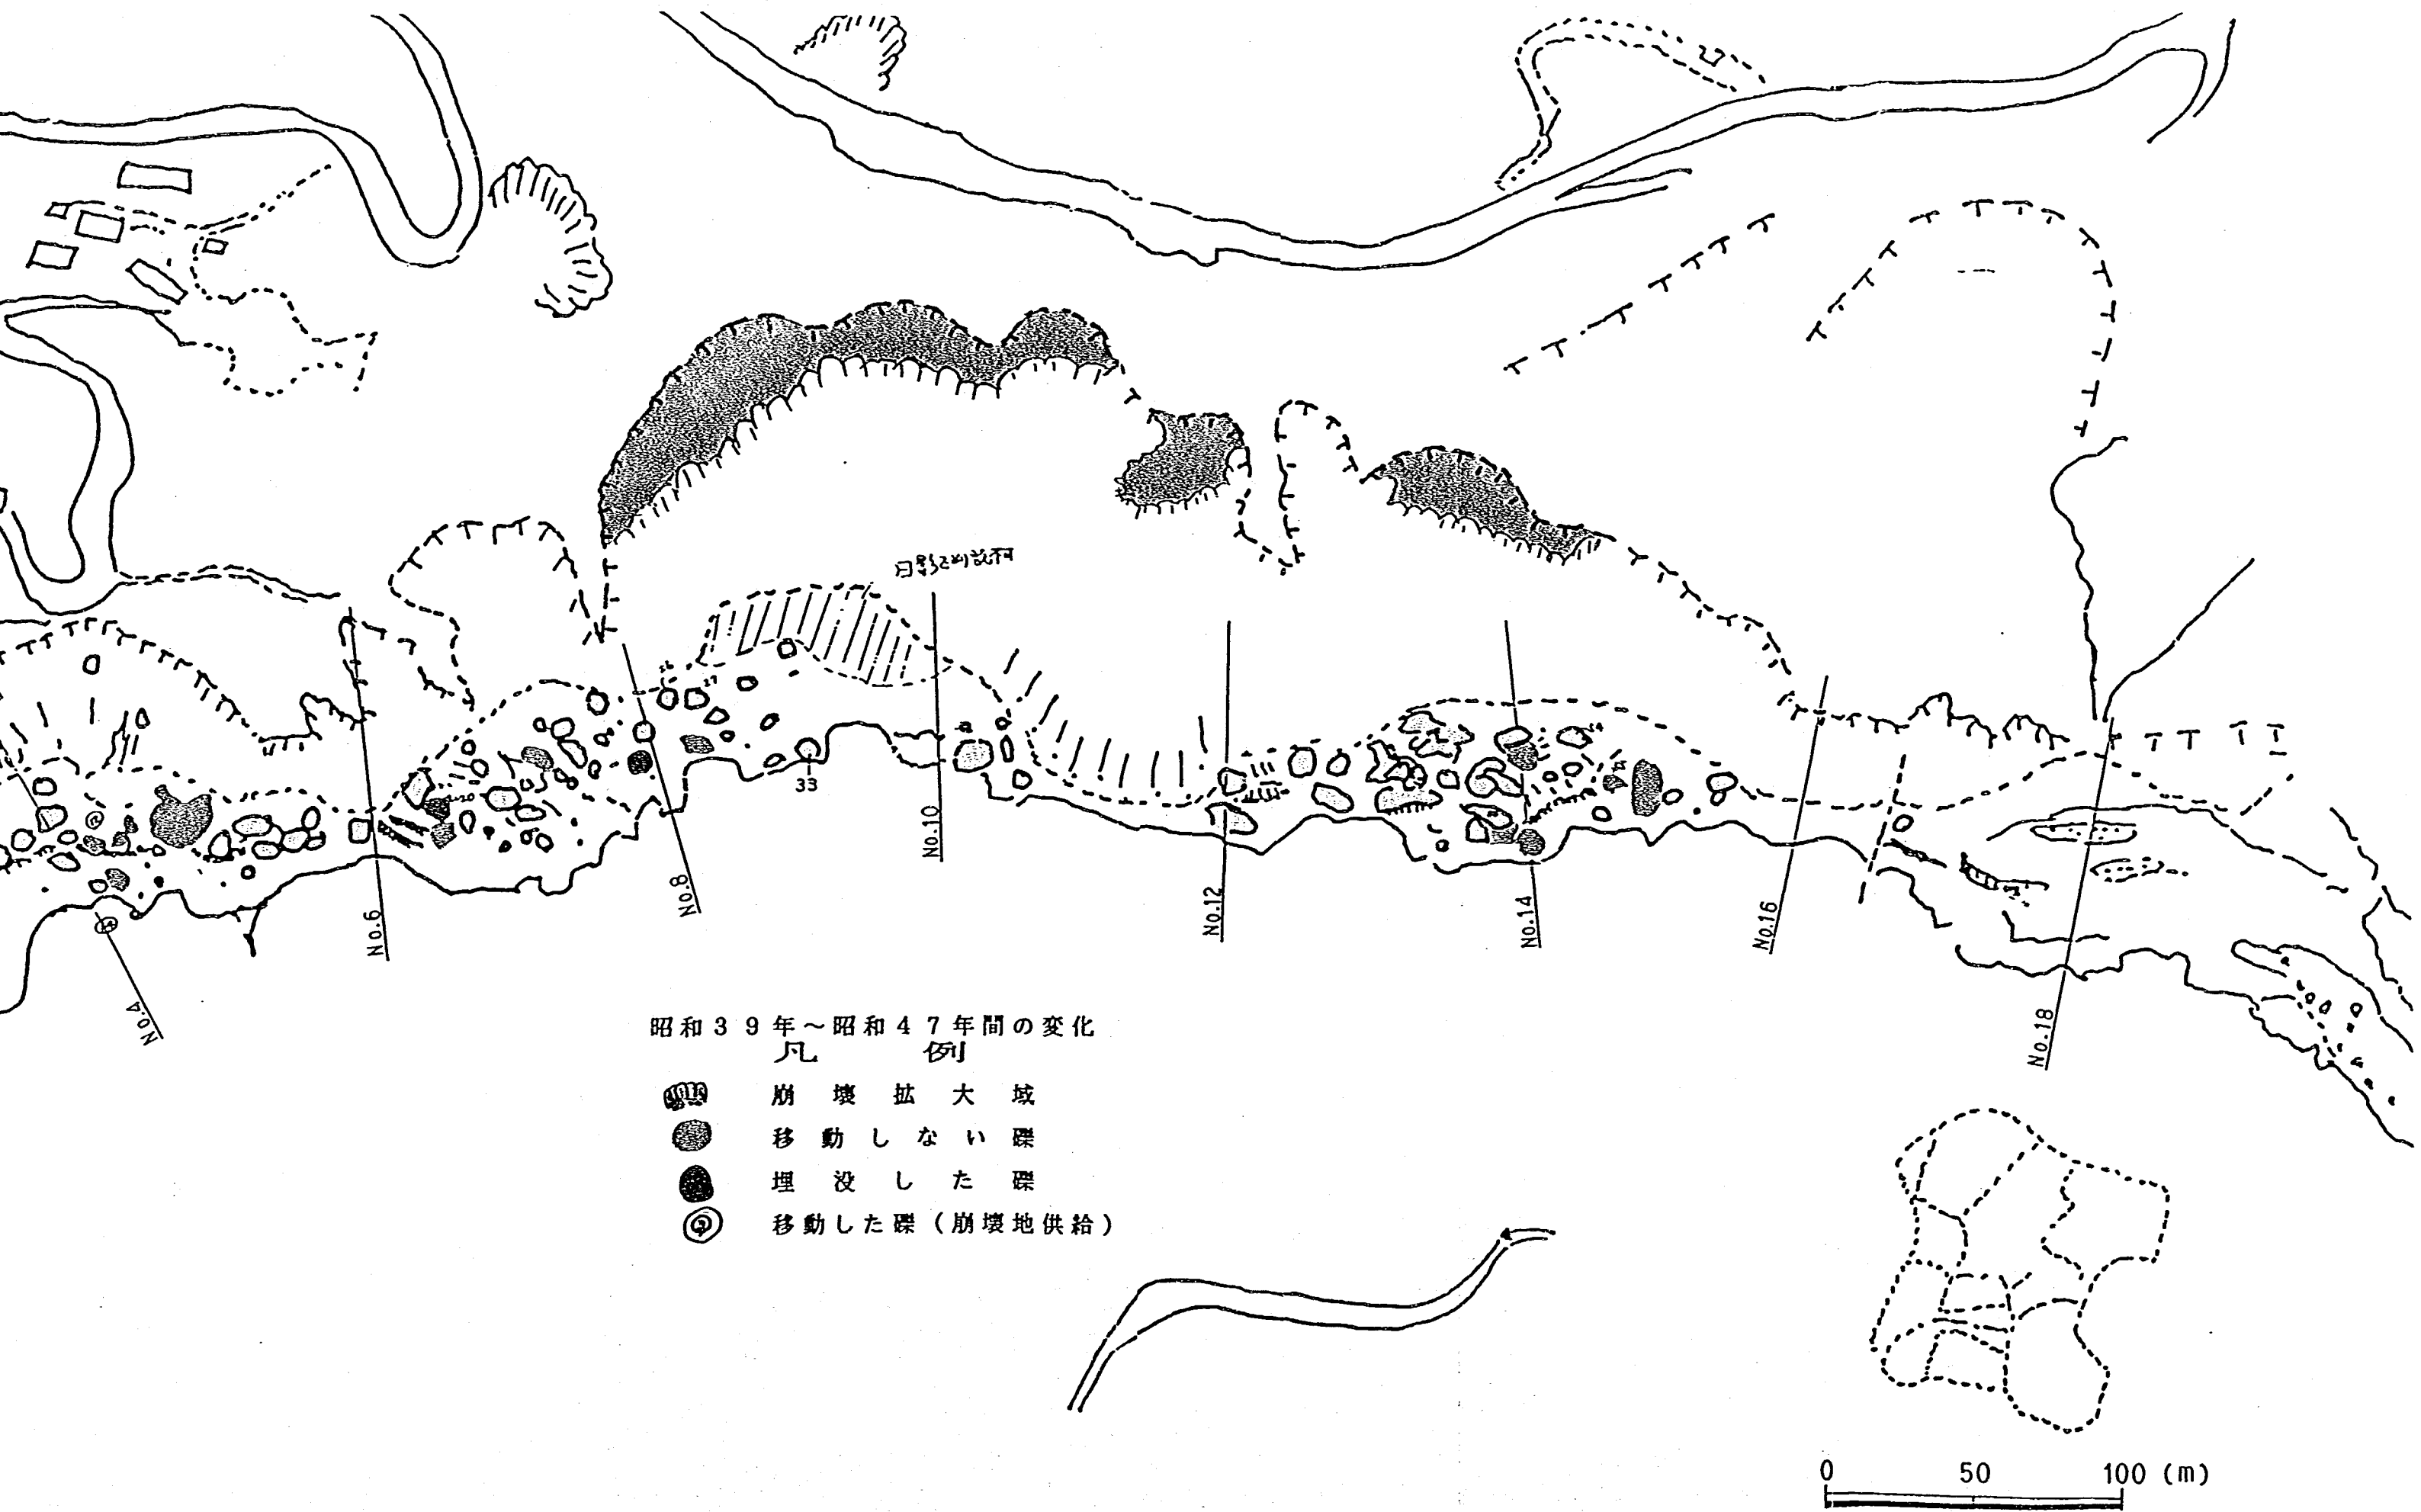 33
No.4
No.6
No.8
No.10
No.12
No.14
No.16
No.18
昭和39年～昭和47年間の変化
凡例
崩壊拡大域
移動しない礫
埋没した礫
移動した礫（崩壊地供給）
0 50 100 (m)